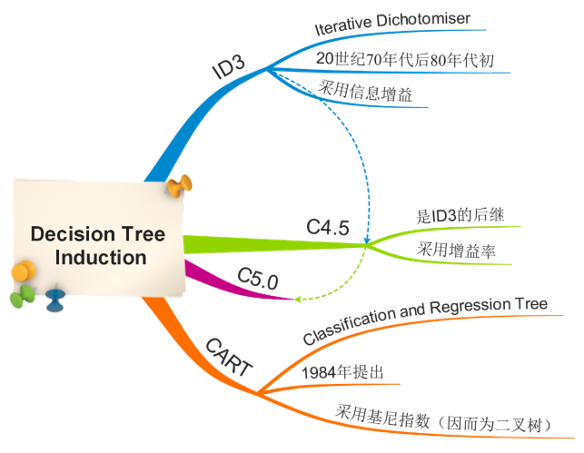 Decision Tree
Induction
ID3
Iterative Dichotomiser
20世纪70年代后80年代初
采用信息增益
C4.5
是ID3的后继
采用增益率
C5.0
CART
Classification and Regression Tree
1984年提出
采用基尼指数（因而为二叉树）